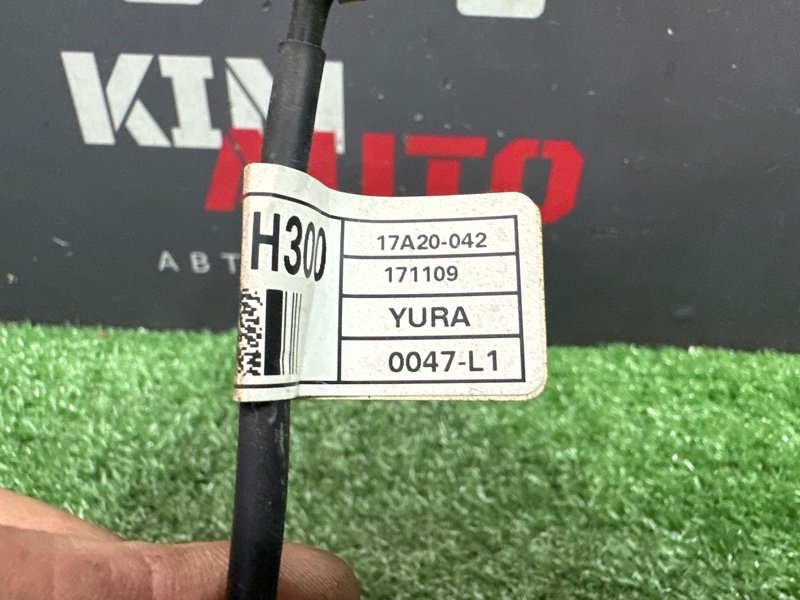 KIM
AUTO
АВТ
H300
17A20-042
171109
YURA
0047-L1